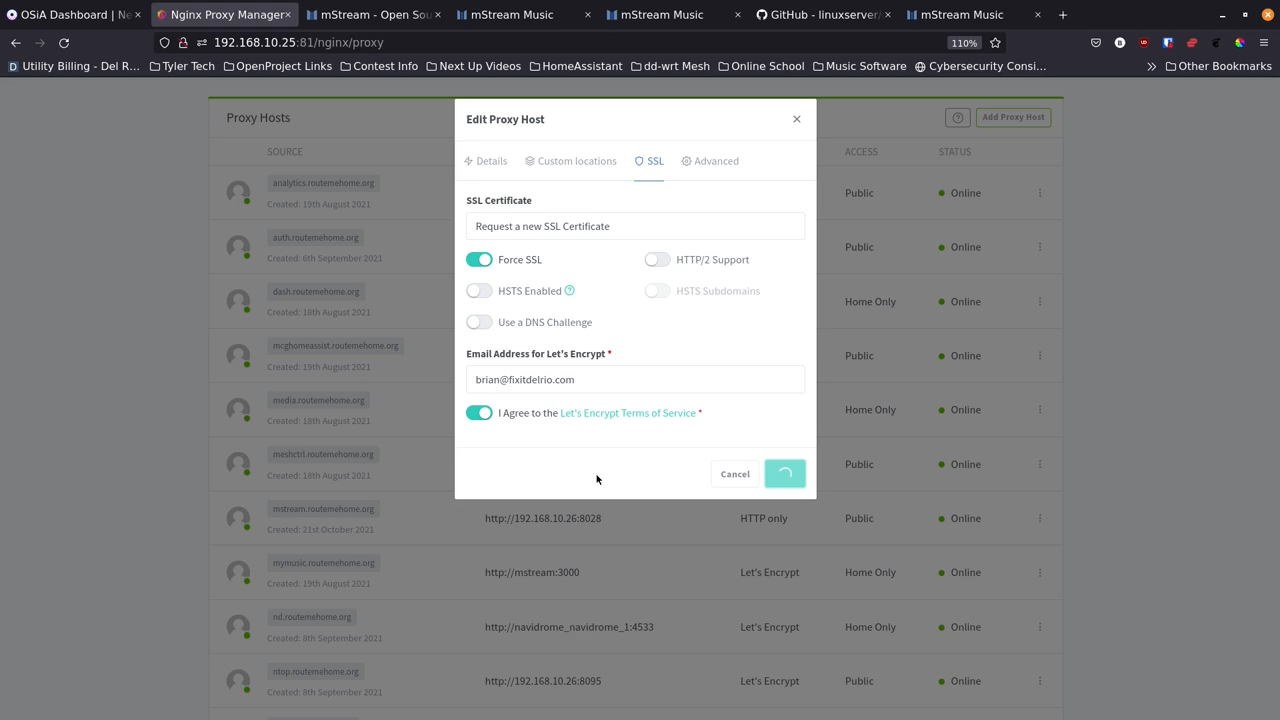 OSiA Dashboard | Ne
Nginx Proxy Manager
mStream - Open Sou
mStream Music
mStream Music
GitHub - linuxserver/
mStream Music
192.168.10.25:81/nginx/proxy
110%
Utility Billing - Del R…
Tyler Tech
OpenProject Links
Contest Info
Next Up Videos
HomeAssistant
dd-wrt Mesh
Online School
Music Software
Cybersecurity Consi…
Other Bookmarks
Proxy Hosts
Add Proxy Host
SOURCE
ACCESS
STATUS
analytics.routemehome.org
Created: 19th August 2021
Public
Online
auth.routemehome.org
Created: 6th September 2021
Public
Online
dash.routemehome.org
Created: 18th August 2021
Home Only
Online
mcghomeassist.routemehome.org
Created: 19th August 2021
Public
Online
media.routemehome.org
Created: 18th August 2021
Home Only
Online
meshctrl.routemehome.org
Created: 18th August 2021
Public
Online
mstream.routemehome.org
Created: 21st October 2021
http://192.168.10.26:8028
HTTP only
Public
Online
mymusic.routemehome.org
Created: 19th August 2021
http://mstream:3000
Let's Encrypt
Home Only
Online
nd.routemehome.org
Created: 8th September 2021
http://navidrome_navidrome_1:4533
Let's Encrypt
Home Only
Online
ntop.routemehome.org
Created: 8th September 2021
http://192.168.10.26:8095
Let's Encrypt
Public
Online
Edit Proxy Host
Details
Custom locations
SSL
Advanced
SSL Certificate
Request a new SSL Certificate
Force SSL
HTTP/2 Support
HSTS Enabled
HSTS Subdomains
Use a DNS Challenge
Email Address for Let's Encrypt *
brian@fixitdelrio.com
I Agree to the Let's Encrypt Terms of Service *
Cancel